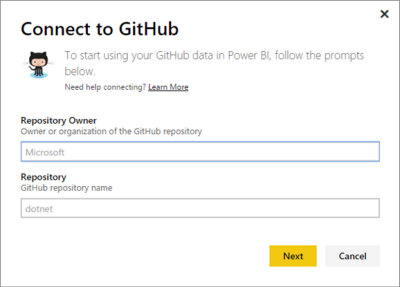 Connect to GitHub
To start using your GitHub data in Power BI, follow the prompts
below.
Need help connecting? Learn More
Repository Owner
Owner or organization of the GitHub repository
Microsoft
Repository
GitHub repository name
dotnet
Next Cancel